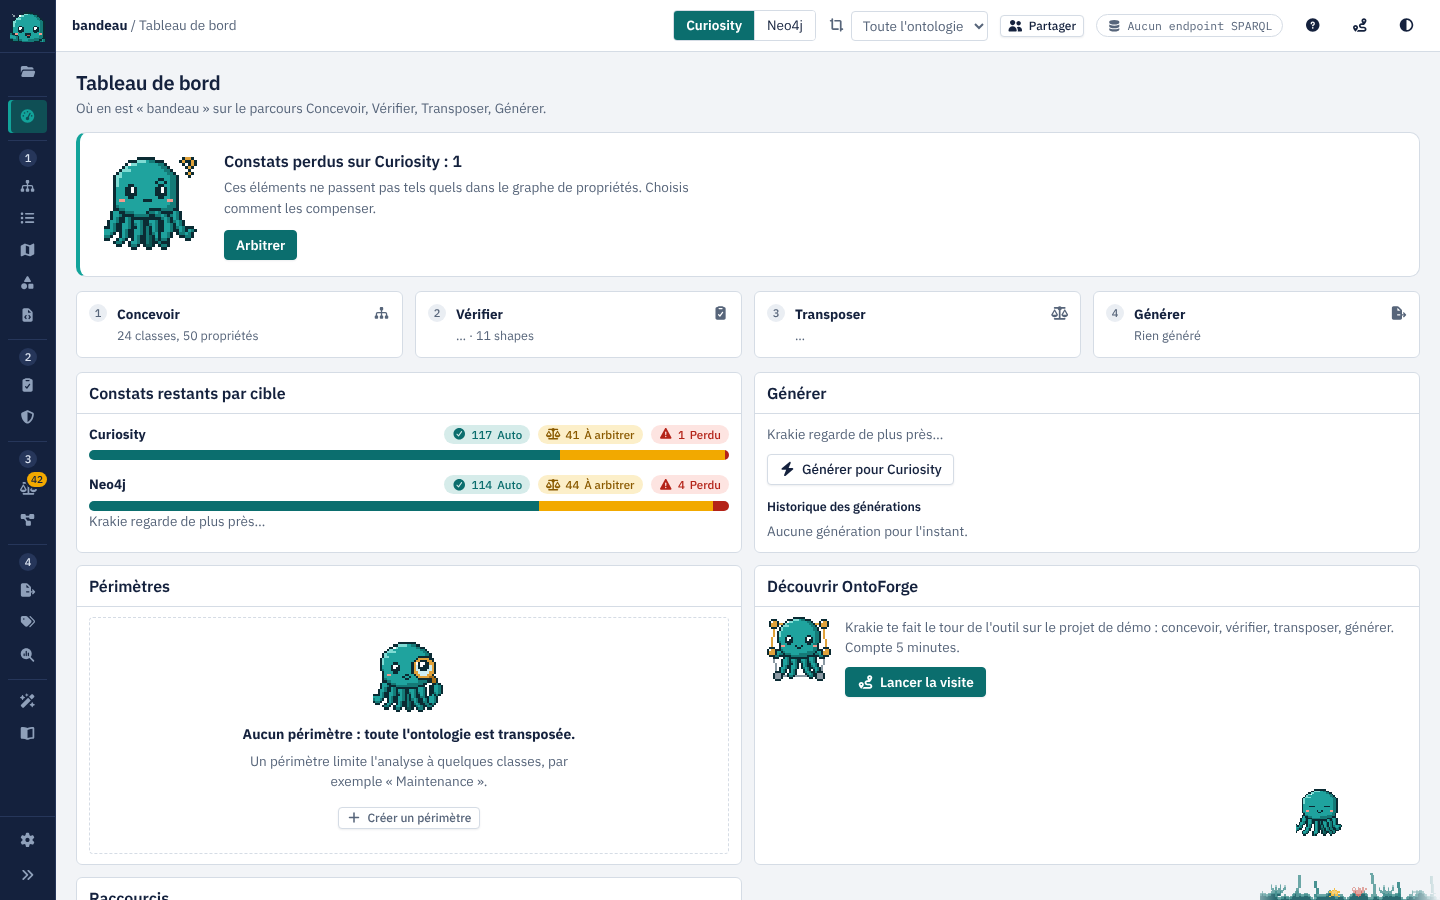 bandeau / Tableau de bord
Curiosity
Neo4j
Toute l'ontologie
Partager
Aucun endpoint SPARQL
Tableau de bord
Où en est « bandeau » sur le parcours Concevoir, Vérifier, Transposer, Générer.
Constats perdus sur Curiosity : 1
Ces éléments ne passent pas tels quels dans le graphe de propriétés. Choisis
comment les compenser.
Arbitrer
1
2
3
42
4
1 Concevoir
24 classes, 50 propriétés
2 Vérifier
... · 11 shapes
3 Transposer
...
4 Générer
Rien généré
Constats restants par cible
Curiosity
117 Auto
41 À arbitrer
1 Perdu
Neo4j
114 Auto
44 À arbitrer
4 Perdu
Krakie regarde de plus près...
Générer
Krakie regarde de plus près...
Générer pour Curiosity
Historique des générations
Aucune génération pour l'instant.
Périmètres
Aucun périmètre : toute l'ontologie est transposée.
Un périmètre limite l'analyse à quelques classes, par
exemple « Maintenance ».
Créer un périmètre
Découvrir OntoForge
Krakie te fait le tour de l'outil sur le projet de démo : concevoir, vérifier, transposer, générer.
Compte 5 minutes.
Lancer la visite
Raccourcis